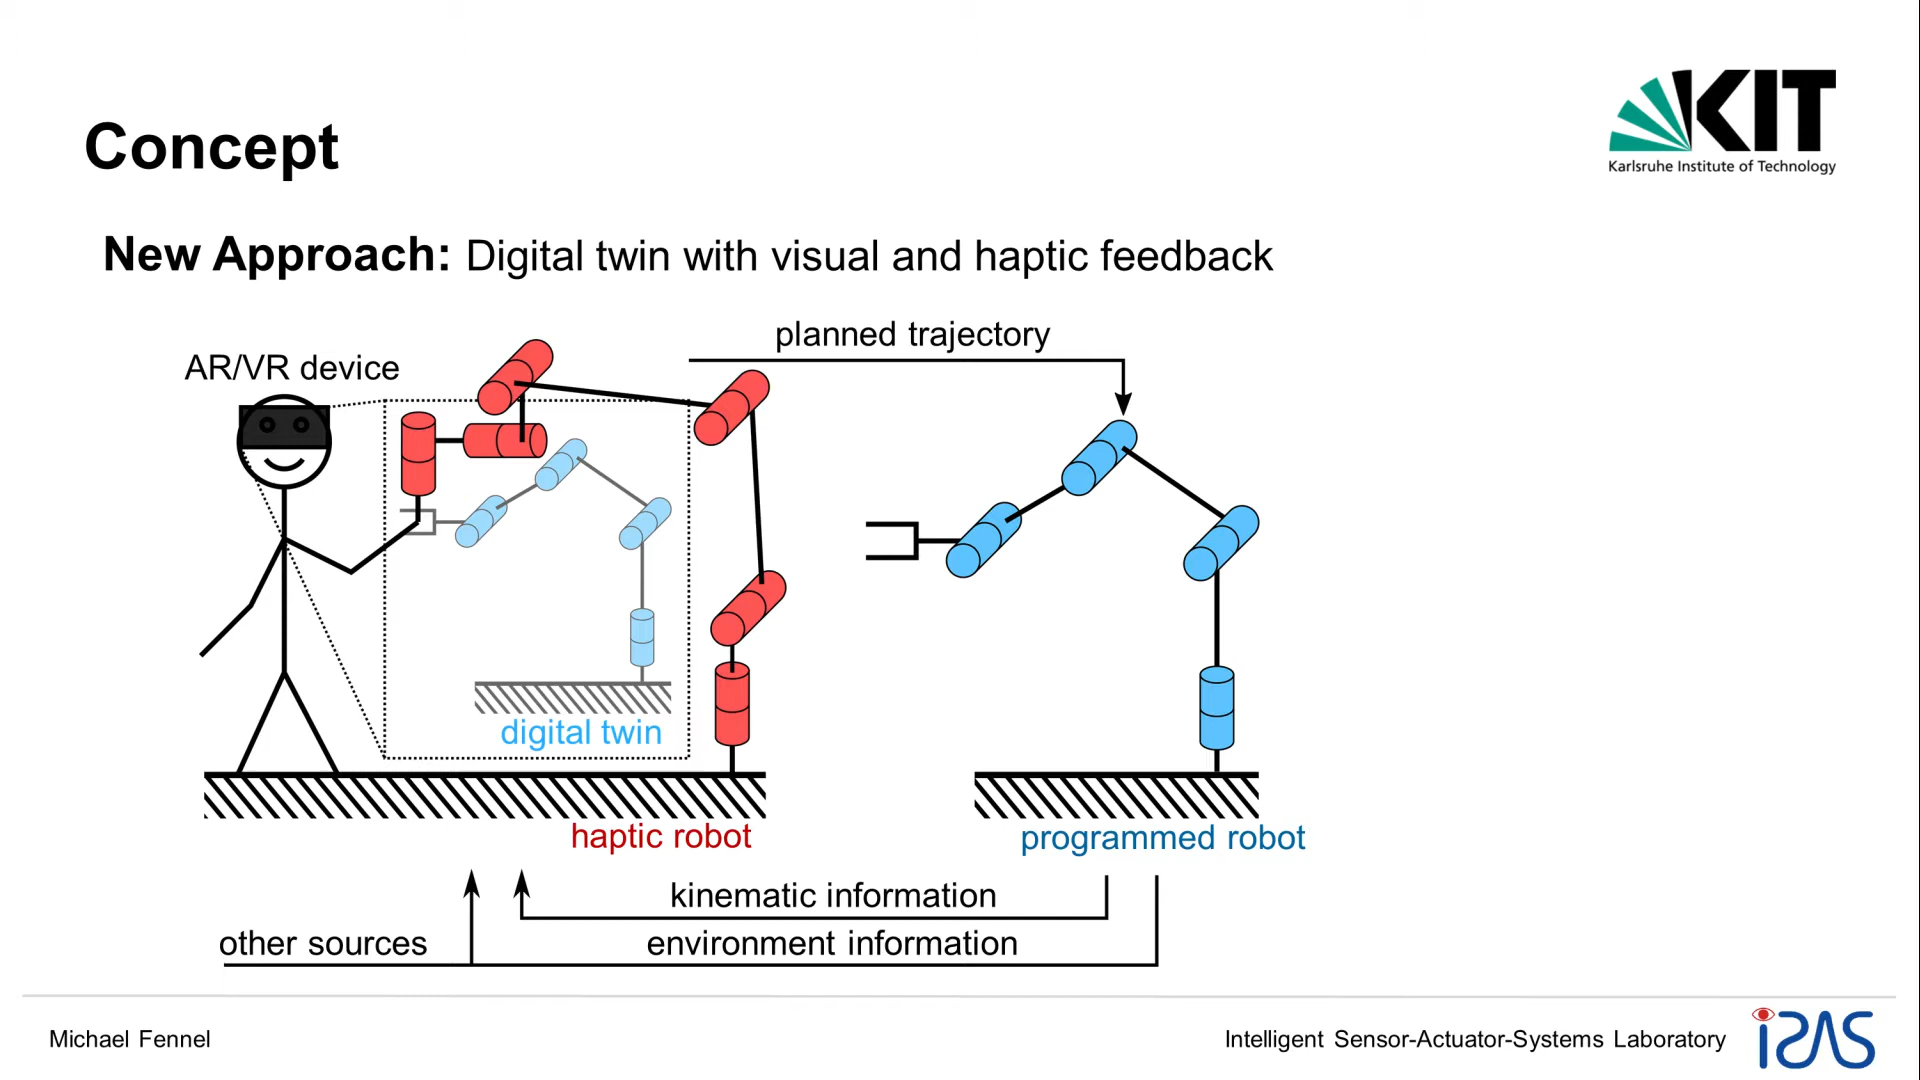 KIT
Karlsruhe Institute of Technology
Concept
New Approach: Digital twin with visual and haptic feedback
planned trajectory
AR/VR device
digital twin
haptic robot
programmed robot
kinematic information
other sources
environment information
Michael Fennel
Intelligent Sensor-Actuator-Systems Laboratory
ISAS